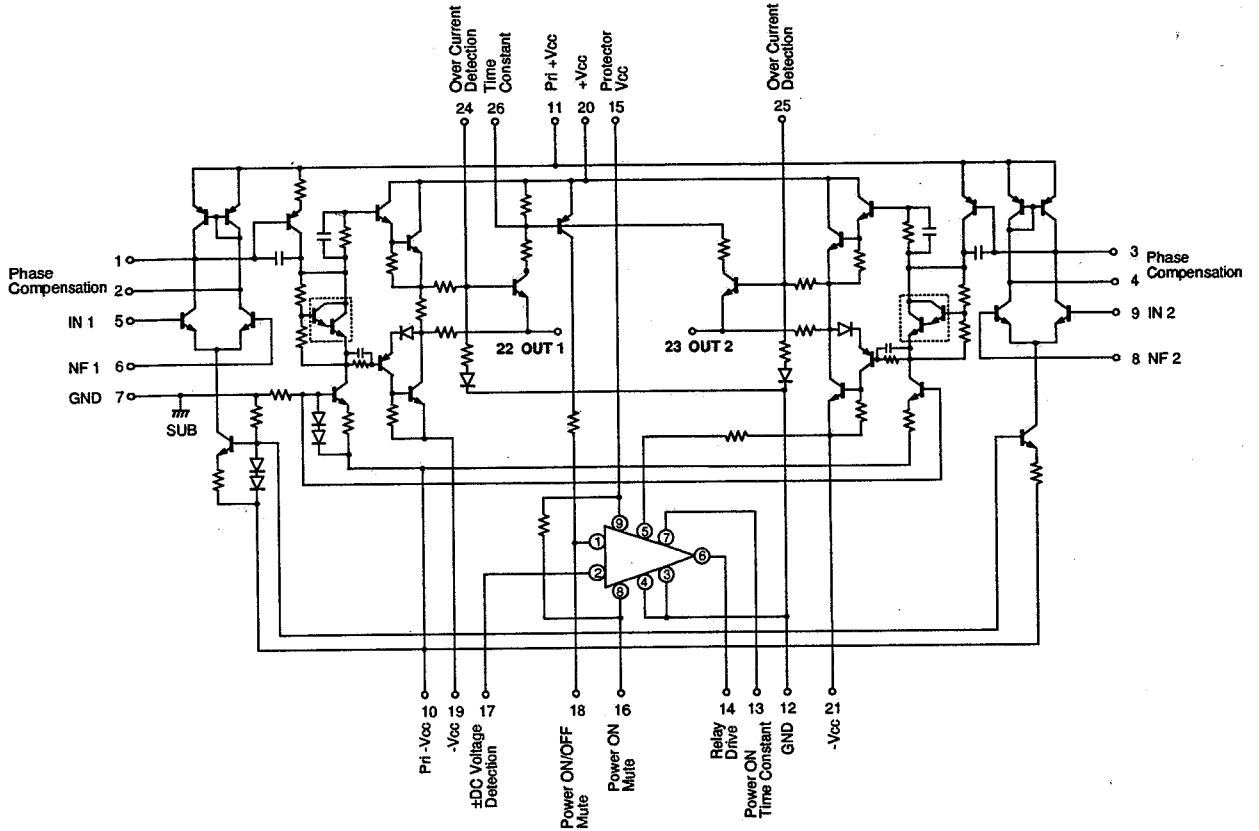 Over Current
Detection
24
Time
Constant
26
Pri +Vcc
11
+Vcc
20
Protector
Vcc
15
Over Current
Detection
25
1
Phase
Compensation
2
IN 1 5
NF 1 6
GND 7
SUB
3
Phase
Compensation
4
9 IN 2
8 NF 2
22 OUT 1
23 OUT 2
9
5
7
1
2
6
8
4
3
10
Pri -Vcc
19
-Vcc
17
±DC Voltage
Detection
18
Power ON/OFF
Mute
16
Power ON
Mute
14
Relay
Drive
13
Power ON
Time Constant
12
GND
21
-Vcc